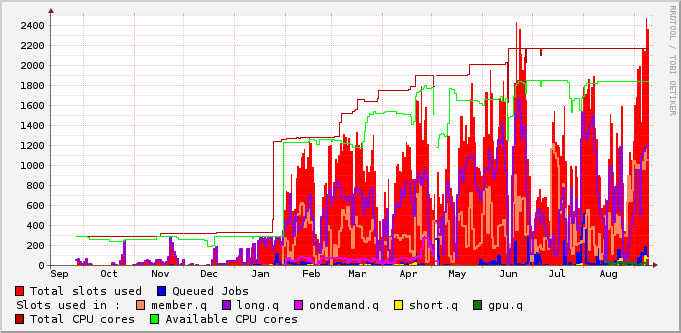 RRDTOOL / TOBI OETIKER
2400
2200
2000
1800
1600
1400
1200
1000
800
600
400
200
0
Sep Oct Nov Dec Jan Feb Mar Apr May Jun Jul Aug
Total slots used Queued Jobs
Slots used in : member.q long.q ondemand.q short.q gpu.q
Total CPU cores Available CPU cores